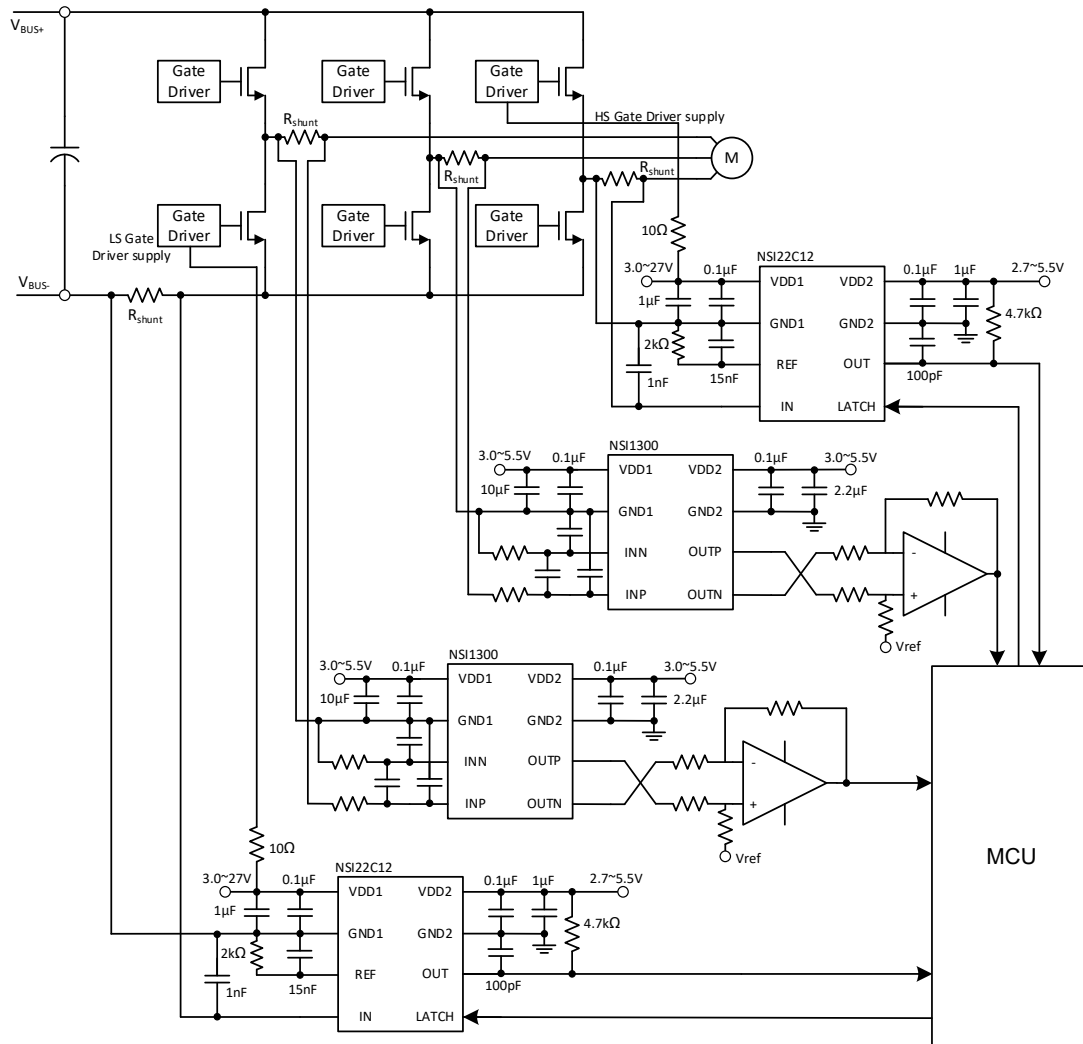 VBUS+
Gate Driver
Gate Driver
Gate Driver
Rshunt
HS Gate Driver supply
M
Rshunt
Rshunt
Gate Driver
Gate Driver
Gate Driver
LS Gate
Driver supply
VBUS-
Rshunt
10Ω
NSI22C12
3.0~27V
0.1µF
1µF
VDD1
VDD2
0.1µF
1µF
2.7~5.5V
4.7kΩ
GND1
GND2
2kΩ
1nF
15nF
REF
OUT
100pF
IN
LATCH
NSI1300
3.0~5.5V
0.1µF
10µF
VDD1
VDD2
0.1µF
3.0~5.5V
2.2µF
GND1
GND2
INN
OUTP
INP
OUTN
-
+
Vref
NSI1300
3.0~5.5V
0.1µF
10µF
VDD1
VDD2
0.1µF
3.0~5.5V
2.2µF
GND1
GND2
INN
OUTP
INP
OUTN
-
+
Vref
MCU
10Ω
NSI22C12
3.0~27V
0.1µF
1µF
VDD1
VDD2
0.1µF
1µF
2.7~5.5V
4.7kΩ
GND1
GND2
2kΩ
1nF
15nF
REF
OUT
100pF
IN
LATCH